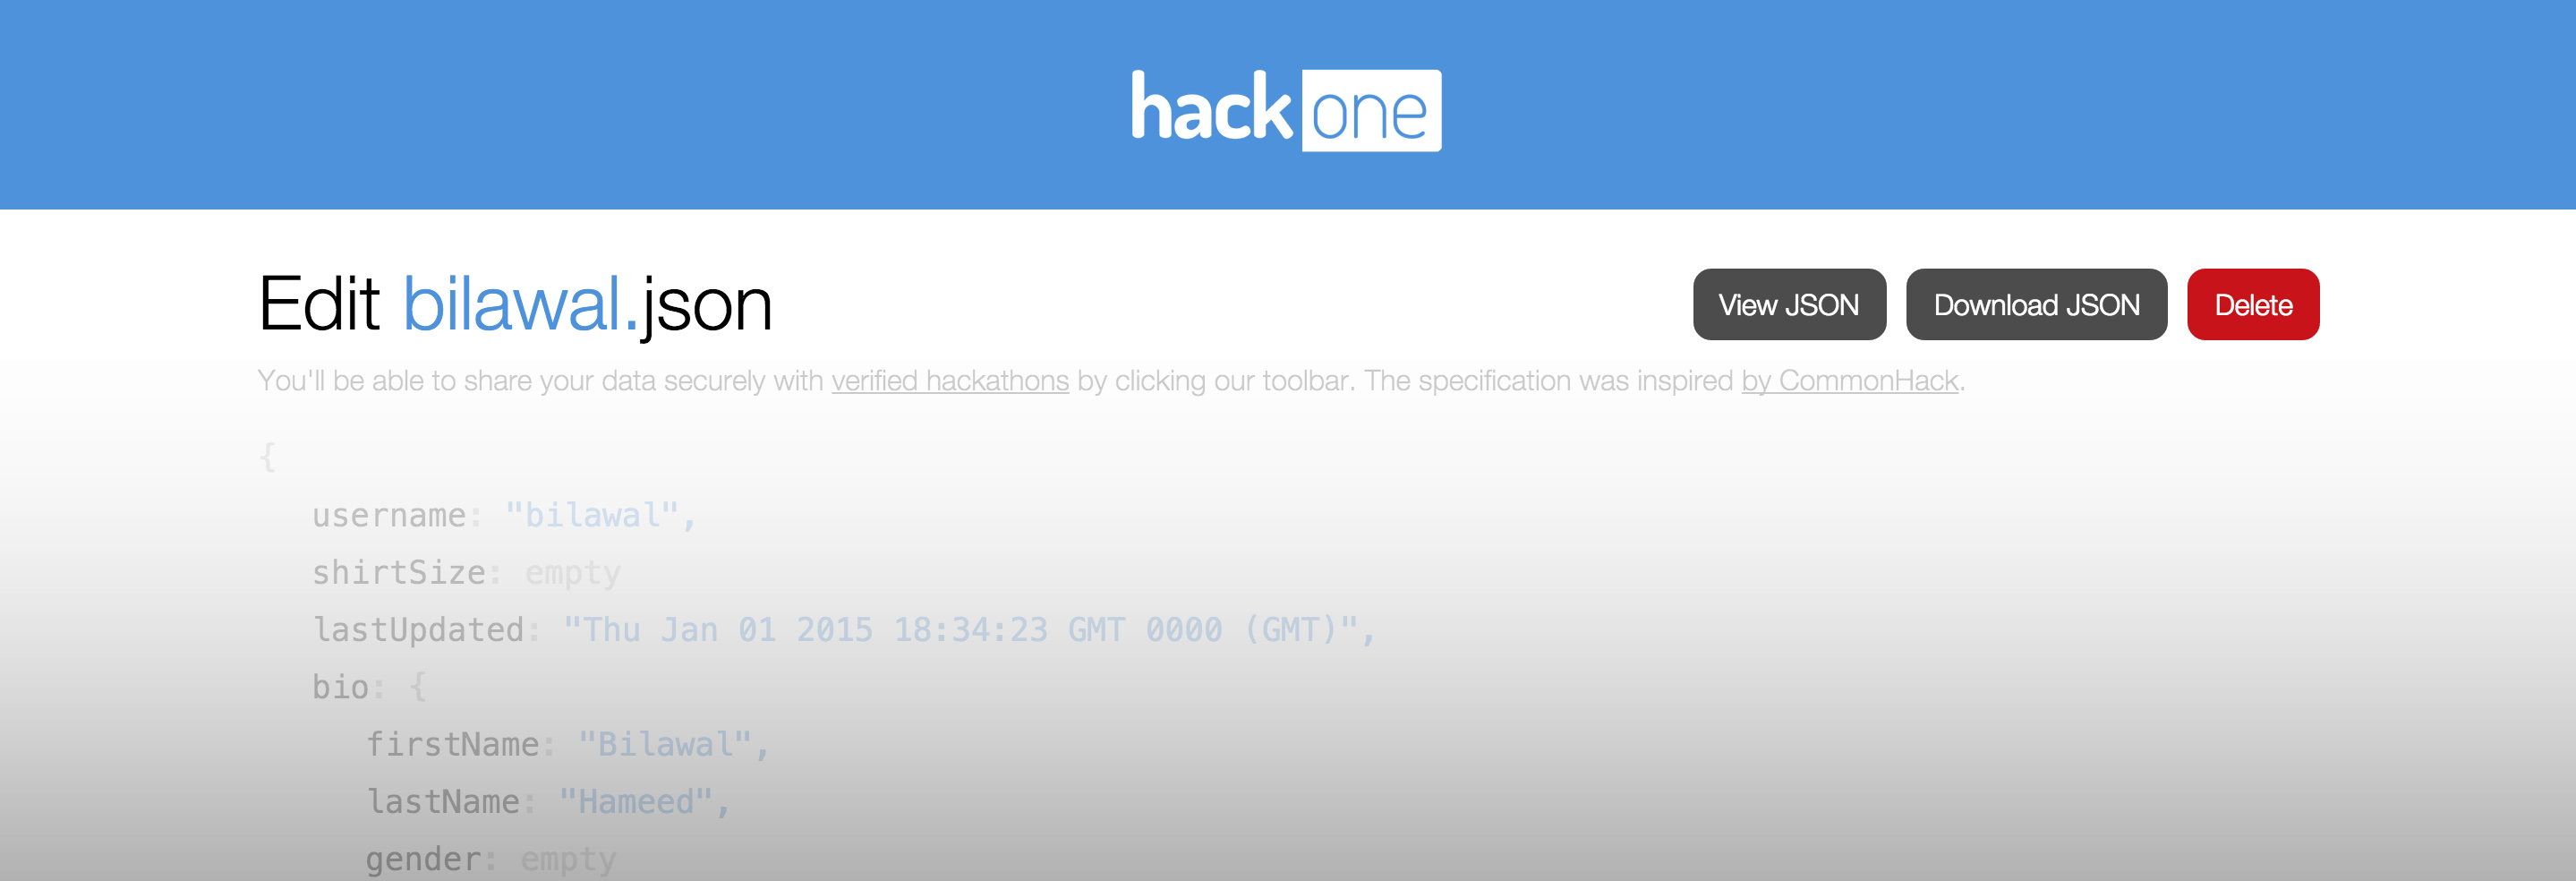 hack one
Edit bilawal.json
View JSON
Download JSON
Delete
You'll be able to share your data securely with verified hackathons by clicking our toolbar. The specification was inspired by CommonHack.
{
username: "bilawal",
shirtSize: empty
lastUpdated: "Thu Jan 01 2015 18:34:23 GMT 0000 (GMT)",
bio: {
firstName: "Bilawal",
lastName: "Hameed",
gender: empty